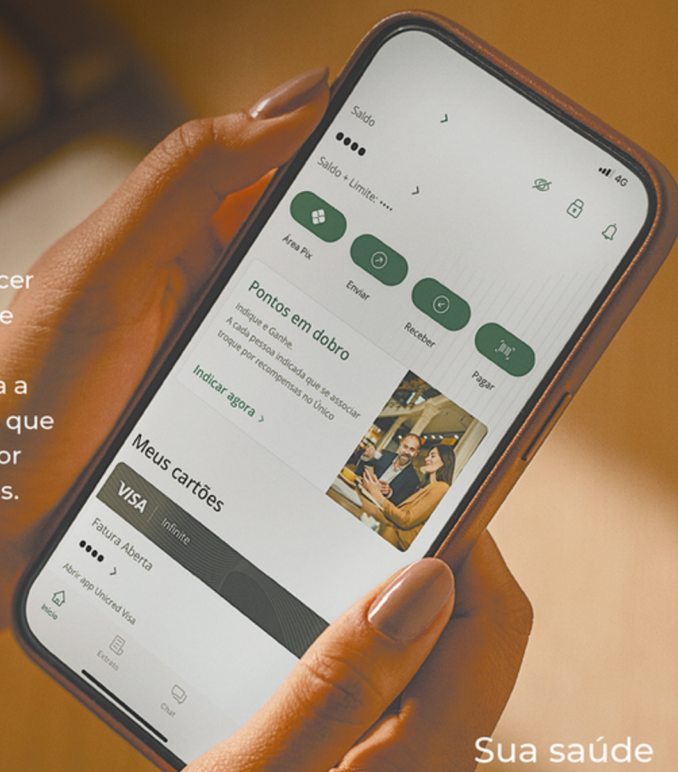 4G
Saldo
Saldo + Limite:
Área Pix
Enviar
Receber
Pagar
Pontos em dobro
Indique e Ganhe.
A cada pessoa indicada que se associar
troque por recompensas no Único
Indicar agora
Meus cartões
VISA Infinite
Fatura Aberta
Abrir app Unicred Visa
Início
Extrato
Chat
cer
e
a a
que
or
s.
Sua saúde